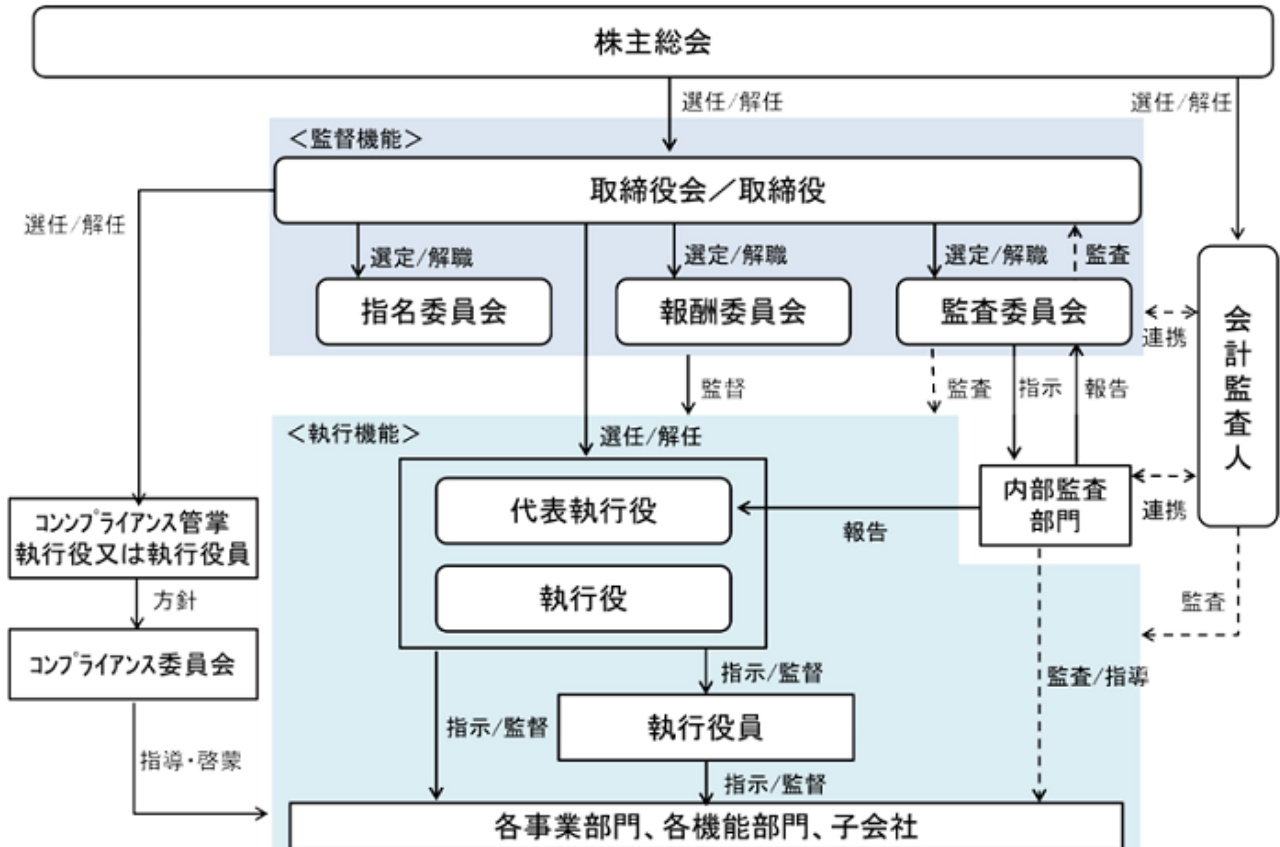 株主総会
選任/解任
選任/解任
<監督機能>
取締役会/取締役
選任/解任
選定/解職
選定/解職
選定/解職
監査
指名委員会
報酬委員会
監査委員会
連携
会計監査人
監督
監査
指示
報告
<執行機能>
選任/解任
代表執行役
内部監査
部門
連携
報告
コンンプライアンス管掌
執行役又は執行役員
執行役
方針
監査
コンプライアンス委員会
指示/監督
監査/指導
指示/監督
執行役員
指導・啓蒙
指示/監督
各事業部門、各機能部門、子会社